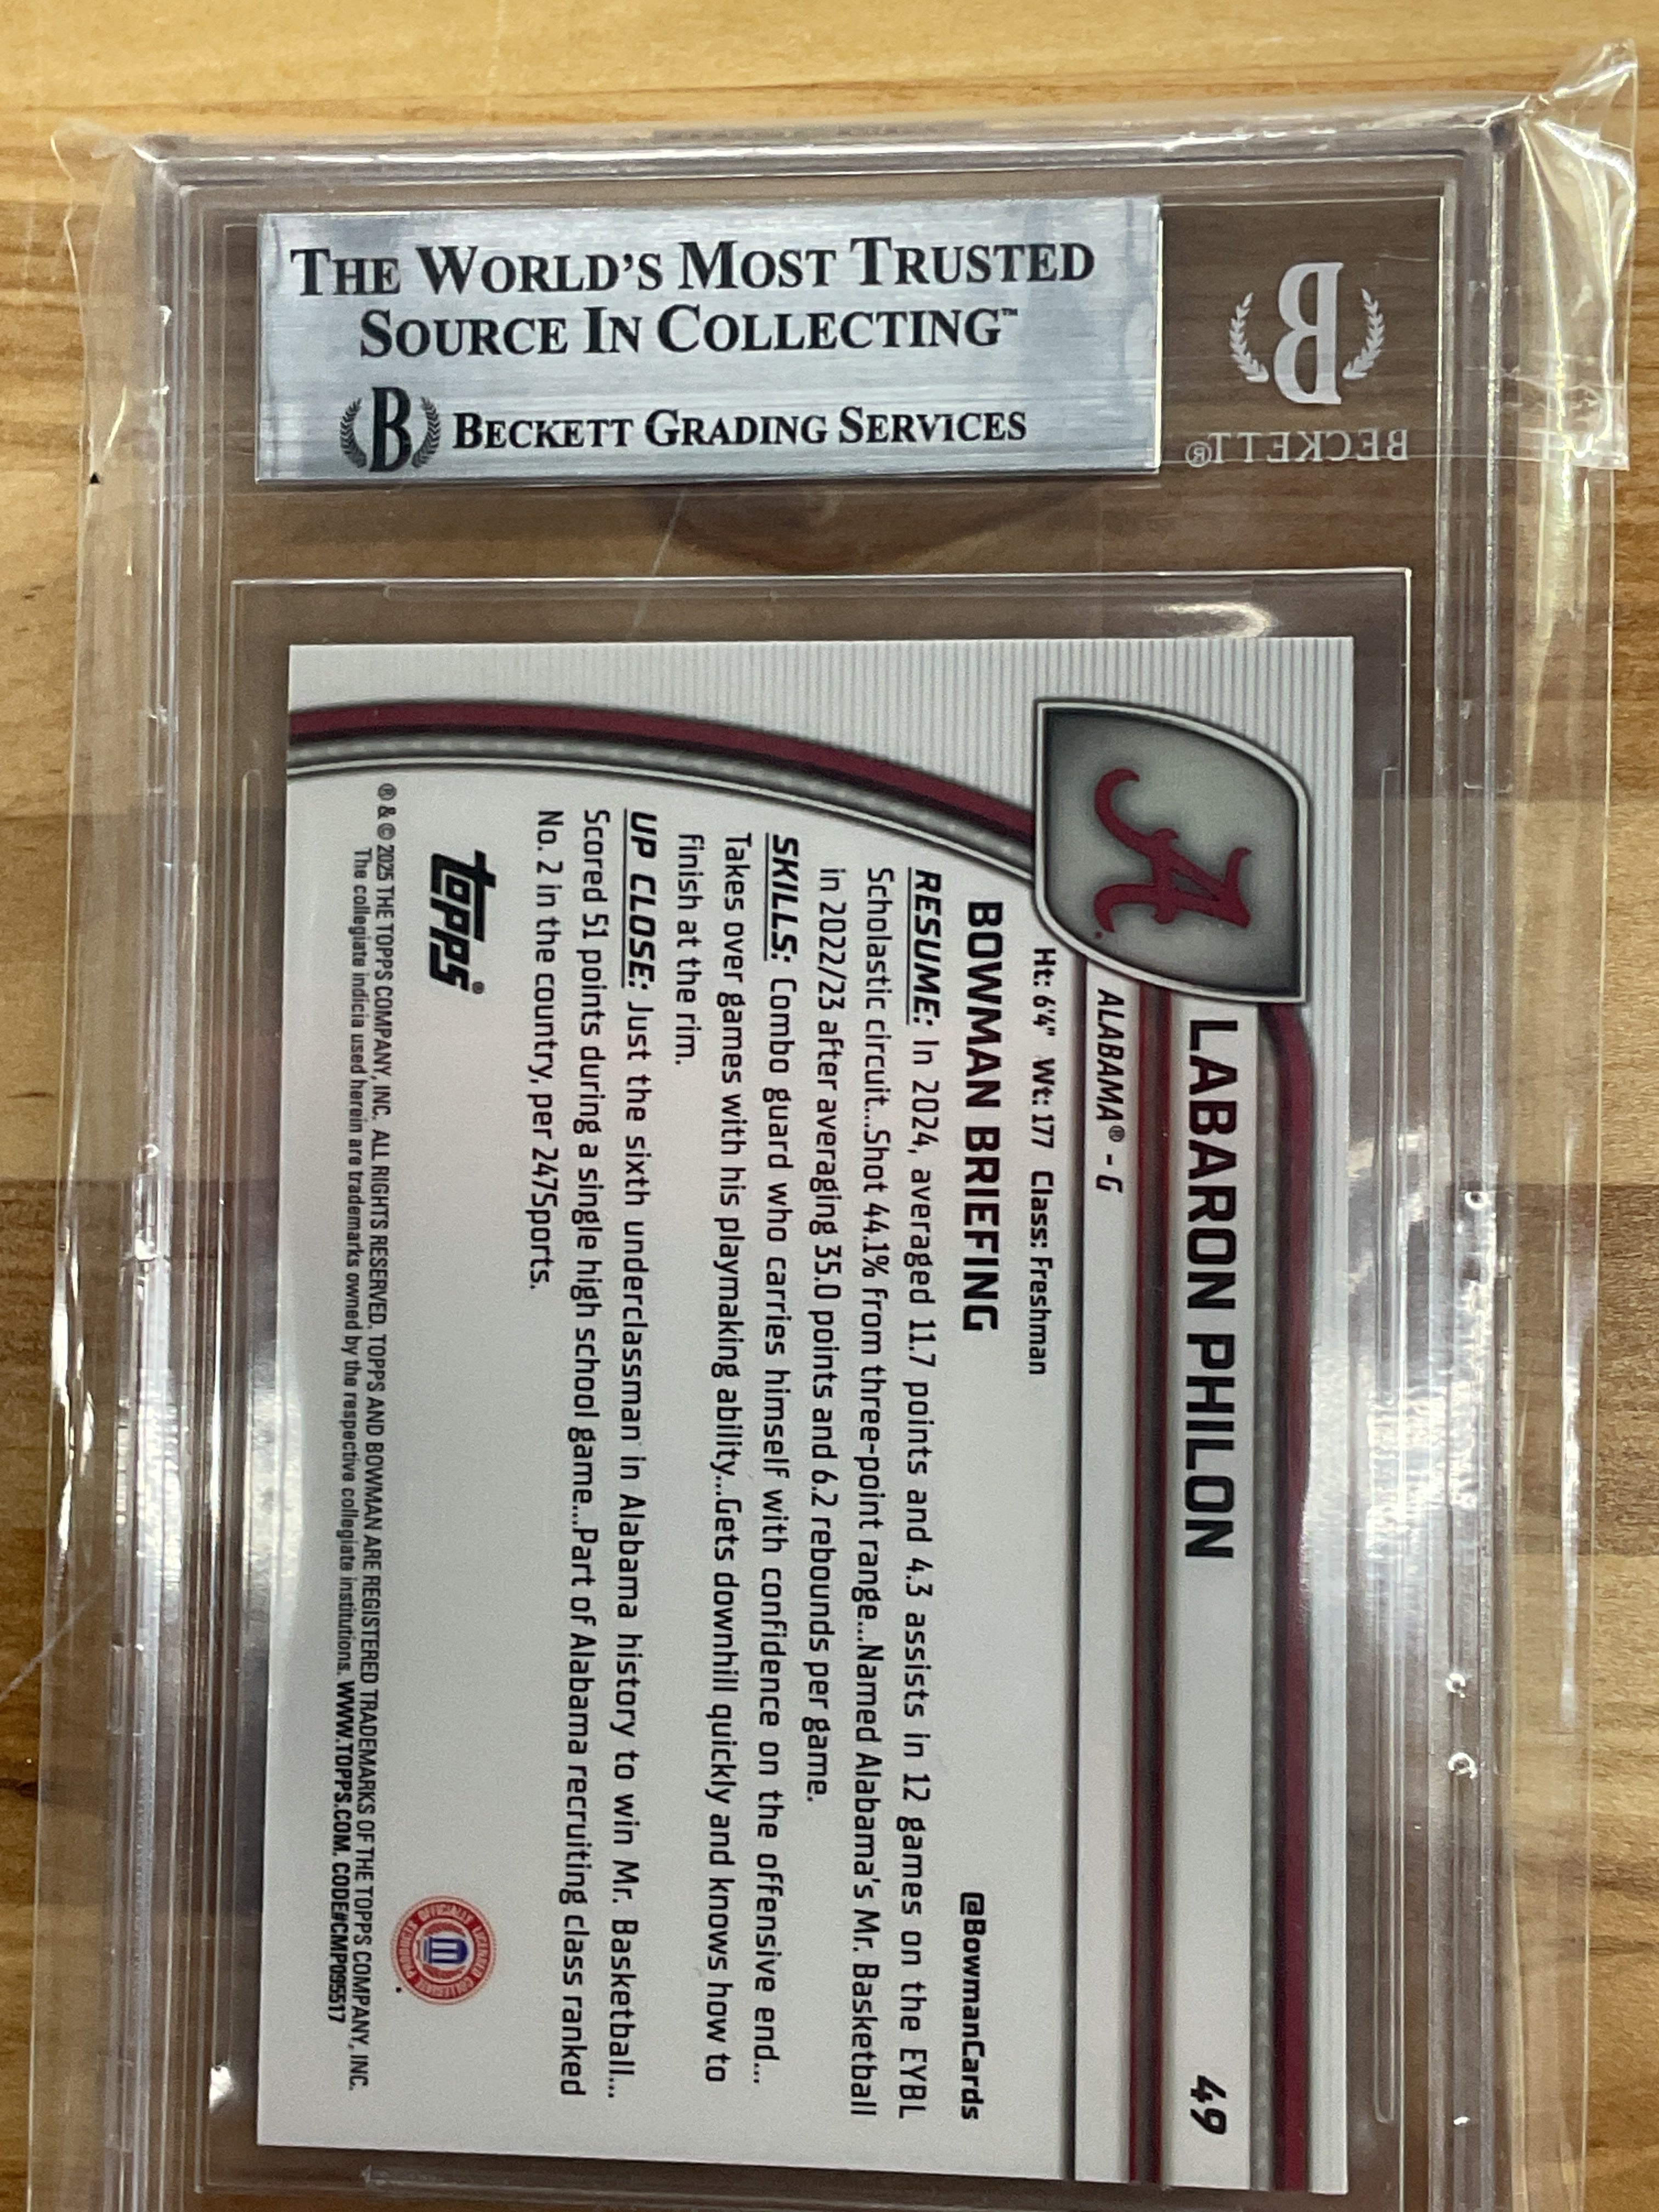 THE WORLD'S MOST TRUSTED
SOURCE IN COLLECTING™
B BECKETT GRADING SERVICES
B
BECKETT®
A
LABARON PHILON
49
ALABAMA® - G
Ht: 6'4" Wt: 177 Class: Freshman
BOWMAN BRIEFING
@BowmanCards
RESUME: In 2024, averaged 11.7 points and 4.3 assists in 12 games on the EYBL
Scholastic circuit...Shot 44.1% from three-point range...Named Alabama's Mr. Basketball
in 2022/23 after averaging 35.0 points and 6.2 rebounds per game.
SKILLS: Combo guard who carries himself with confidence on the offensive end...
Takes over games with his playmaking ability...Gets downhill quickly and knows how to
finish at the rim.
UP CLOSE: Just the sixth underclassman in Alabama history to win Mr. Basketball...
Scored 51 points during a single high school game...Part of Alabama recruiting class ranked
No. 2 in the country, per 247Sports.
topps®
OFFICIALLY LICENSED COLLEGIATE PRODUCTS
® & © 2025 THE TOPPS COMPANY, INC. ALL RIGHTS RESERVED. TOPPS AND BOWMAN ARE REGISTERED TRADEMARKS OF THE TOPPS COMPANY, INC.
The collegiate indicia used herein are trademarks owned by the respective collegiate institutions. WWW.TOPPS.COM. CODE#CMP095517